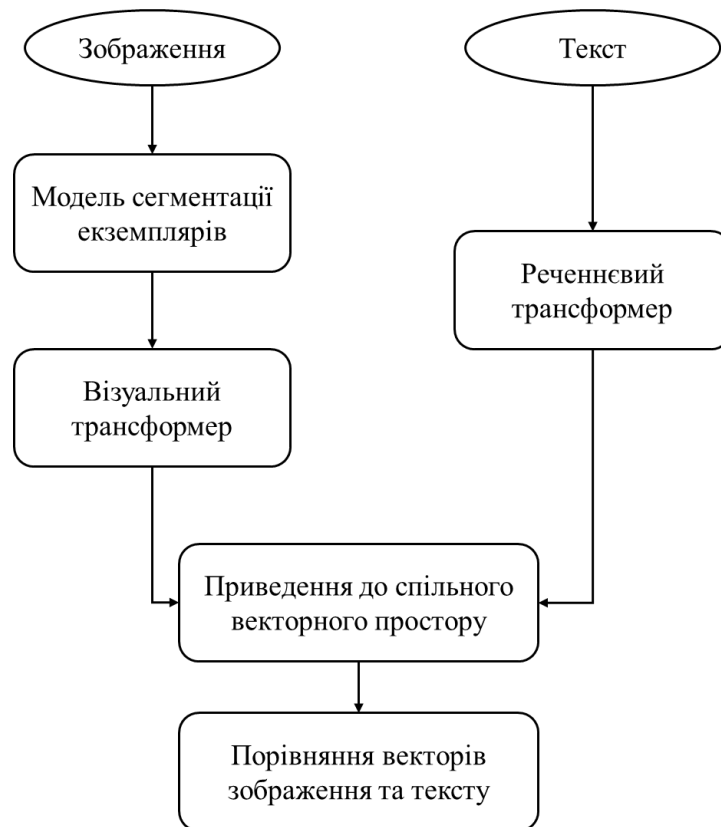 Зображення
Текст
Модель сегментації
екземплярів
Реченнєвий
трансформер
Візуальний
трансформер
Приведення до спільного
векторного простору
Порівняння векторів
зображення та тексту